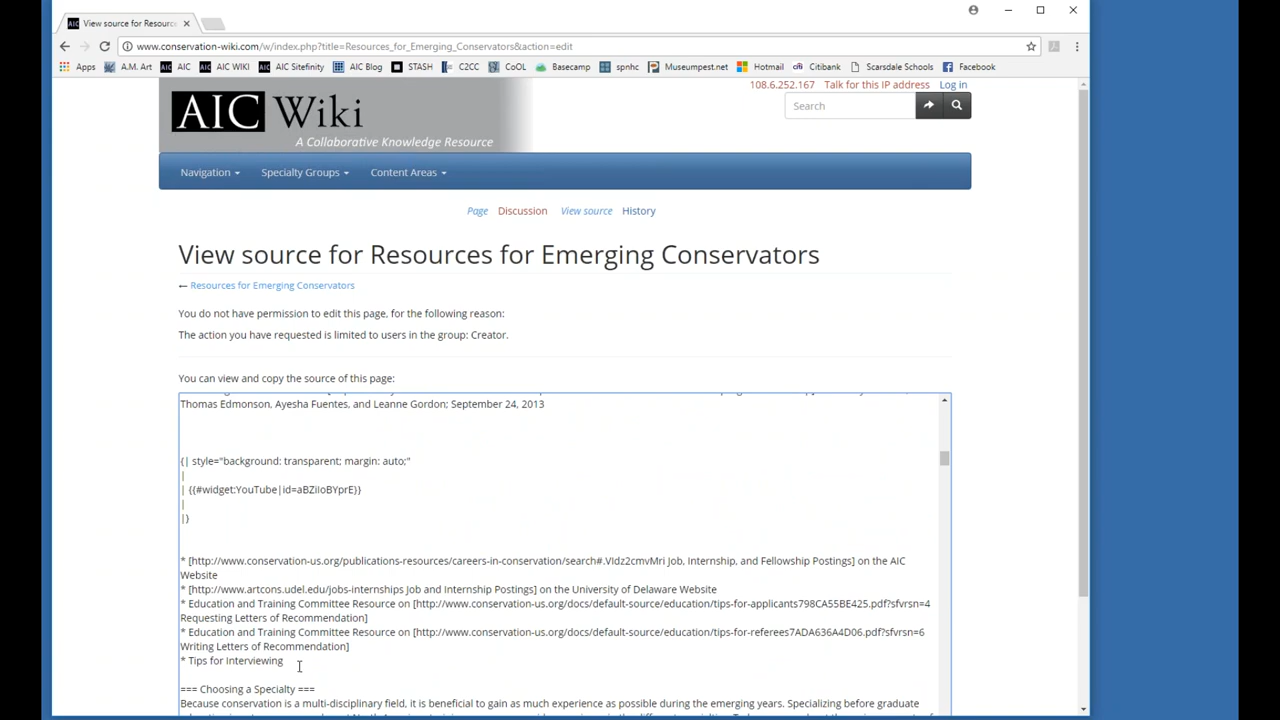 View source for Resourc
www.conservation-wiki.com/w/index.php?title=Resources_for_Emerging_Conservators&action=edit
Apps A.M. Art AIC AIC WIKI AIC Sitefinity AIC Blog STASH C2CC CoOL Basecamp spnhc Museumpest.net Hotmail Citibank Scarsdale Schools Facebook
108.6.252.167 Talk for this IP address Log in
AIC Wiki
A Collaborative Knowledge Resource
Search
Navigation Specialty Groups Content Areas
Page Discussion View source History
View source for Resources for Emerging Conservators
← Resources for Emerging Conservators
You do not have permission to edit this page, for the following reason:
The action you have requested is limited to users in the group: Creator.
You can view and copy the source of this page:
Thomas Edmonson, Ayesha Fuentes, and Leanne Gordon; September 24, 2013
{| style="background: transparent; margin: auto;"
|
| {{#widget:YouTube|id=aBZiIoBYprE}}
|
|}
* [http://www.conservation-us.org/publications-resources/careers-in-conservation/search#.VIdz2cmvMri Job, Internship, and Fellowship Postings] on the AIC
Website
* [http://www.artcons.udel.edu/jobs-internships Job and Internship Postings] on the University of Delaware Website
* Education and Training Committee Resource on [http://www.conservation-us.org/docs/default-source/education/tips-for-applicants798CA55BE425.pdf?sfvrsn=4
Requesting Letters of Recommendation]
* Education and Training Committee Resource on [http://www.conservation-us.org/docs/default-source/education/tips-for-referees7ADA636A4D06.pdf?sfvrsn=6
Writing Letters of Recommendation]
* Tips for Interviewing
=== Choosing a Specialty ===
Because conservation is a multi-disciplinary field, it is beneficial to gain as much experience as possible during the emerging years. Specializing before graduate